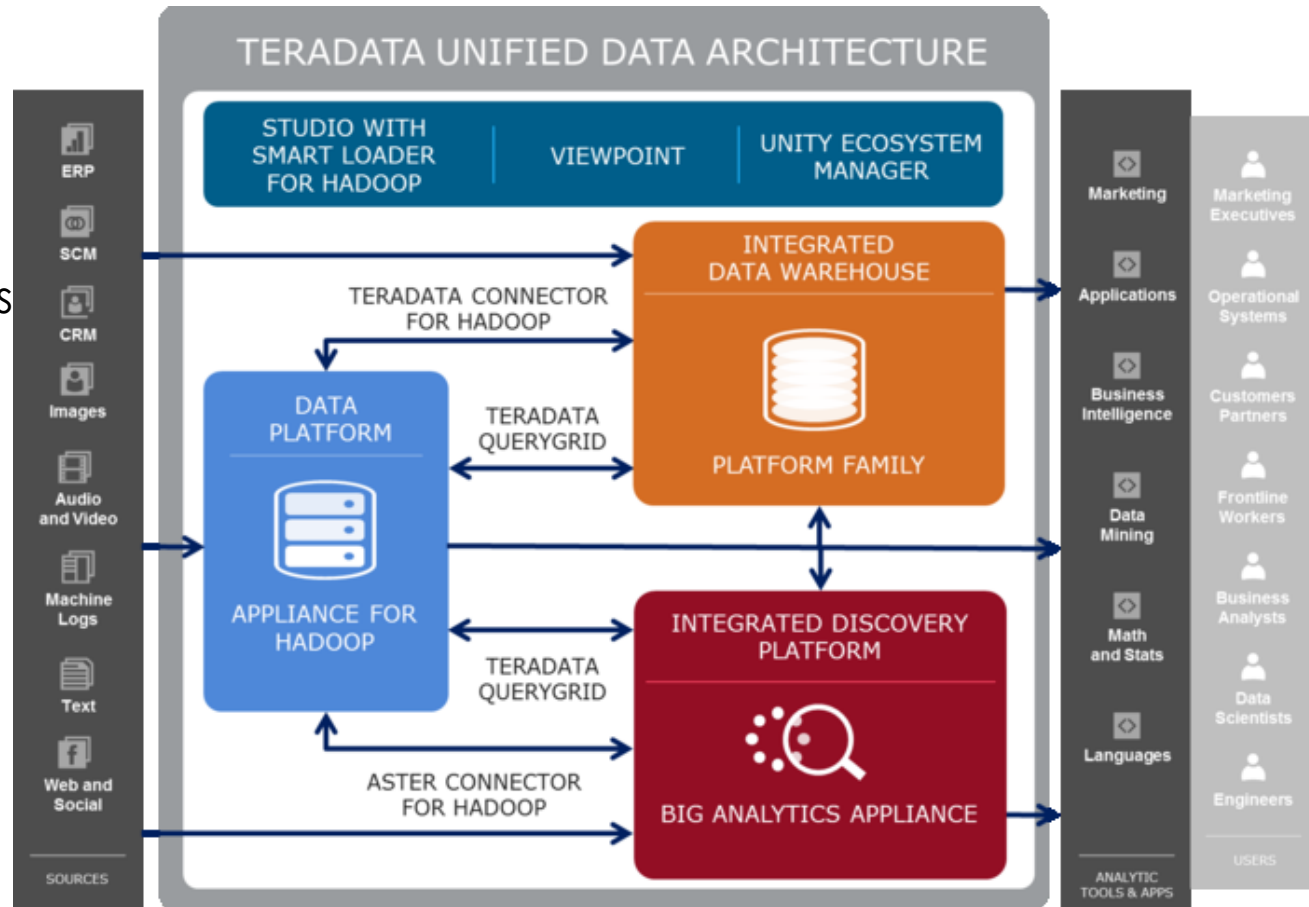 TERADATA UNIFIED DATA ARCHITECTURE
STUDIO WITH
SMART LOADER
FOR HADOOP
VIEWPOINT
UNITY ECOSYSTEM
MANAGER
S
ERP
SCM
CRM
Images
Audio
and Video
Machine
Logs
Text
Web and
Social
SOURCES
TERADATA CONNECTOR
FOR HADOOP
DATA
PLATFORM
APPLIANCE FOR
HADOOP
TERADATA
QUERYGRID
TERADATA
QUERYGRID
ASTER CONNECTOR
FOR HADOOP
INTEGRATED
DATA WAREHOUSE
PLATFORM FAMILY
INTEGRATED DISCOVERY
PLATFORM
BIG ANALYTICS APPLIANCE
Marketing
Applications
Business
Intelligence
Data
Mining
Math
and Stats
Languages
ANALYTIC
TOOLS & APPS
Marketing
Executives
Operational
Systems
Customers
Partners
Frontline
Workers
Business
Analysts
Data
Scientists
Engineers
USERS